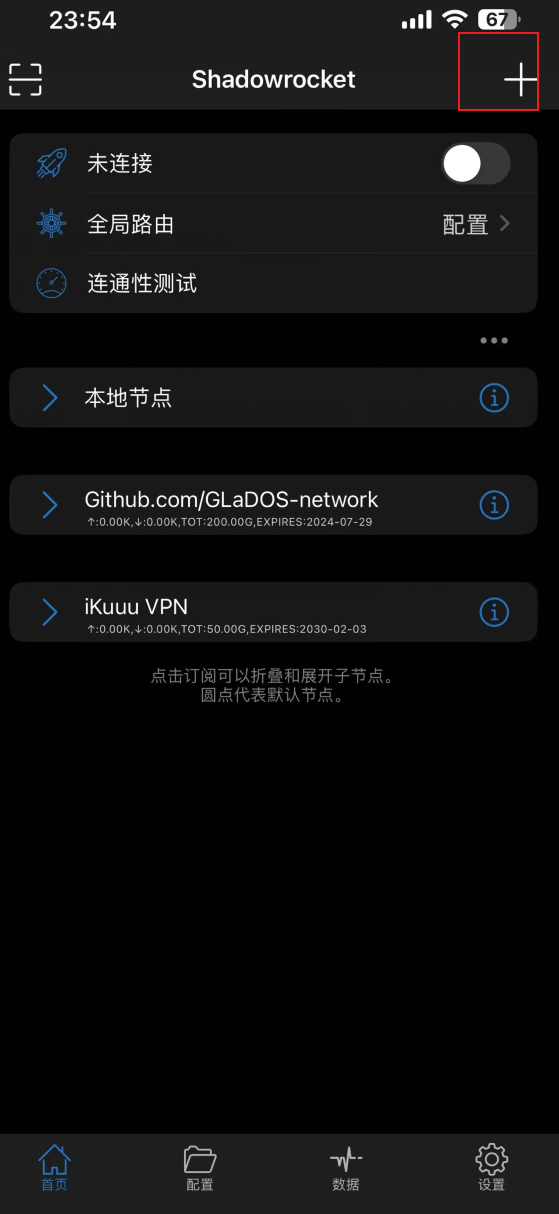 23:54
67
Shadowrocket
未连接
全局路由
配置
连通性测试
本地节点
Github.com/GLaDOS-network
↑:0.00K,↓:0.00K,TOT:200.00G,EXPIRES:2024-07-29
iKuuu VPN
↑:0.00K,↓:0.00K,TOT:50.00G,EXPIRES:2030-02-03
点击订阅可以折叠和展开子节点。
圆点代表默认节点。
首页
配置
数据
设置